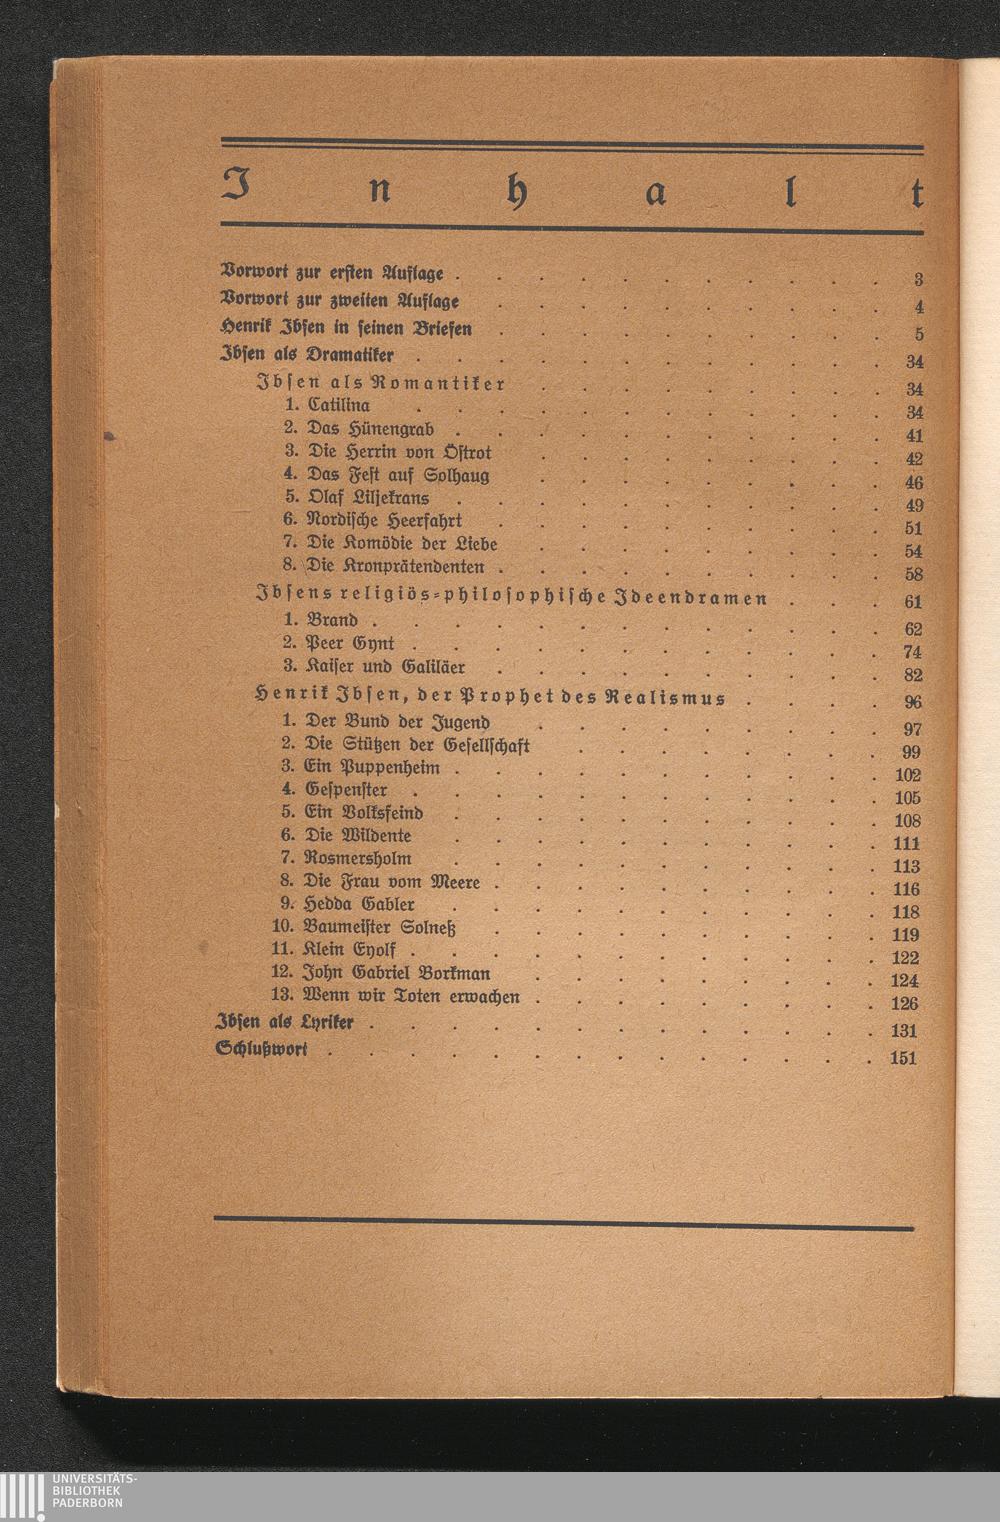 Inhalt
Vorwort zur ersten Auflage . . . . . . . . . . . 3
Vorwort zur zweiten Auflage . . . . . . . . . . 4
Henrik Ibsen in seinen Briefen . . . . . . . . . . 5
Ibsen als Dramatiker . . . . . . . . . . . . 34
Ibsen als Romantiker . . . . . . . . . 34
1. Catilina . . . . . . . . . . . . 34
2. Das Hünengrab . . . . . . . . . . . 41
3. Die Herrin von Östrot . . . . . . . . . 42
4. Das Fest auf Solhaug . . . . . . . . . 46
5. Olaf Liljekrans . . . . . . . . . . . 49
6. Nordische Heerfahrt . . . . . . . . . . 51
7. Die Komödie der Liebe . . . . . . . . . 54
8. Die Kronprätendenten . . . . . . . . . . 58
Ibsens religiös-philosophische Ideendramen . . . 61
1. Brand . . . . . . . . . . . . . 62
2. Peer Gynt . . . . . . . . . . . . 74
3. Kaiser und Galiläer . . . . . . . . . . 82
Henrik Ibsen, der Prophet des Realismus . . . . 96
1. Der Bund der Jugend . . . . . . . . . 97
2. Die Stützen der Gesellschaft . . . . . . . . 99
3. Ein Puppenheim . . . . . . . . . . . 102
4. Gespenster . . . . . . . . . . . . 105
5. Ein Volksfeind . . . . . . . . . . . 108
6. Die Wildente . . . . . . . . . . . 111
7. Rosmersholm . . . . . . . . . . . 113
8. Die Frau vom Meere . . . . . . . . . . 116
9. Hedda Gabler . . . . . . . . . . . 118
10. Baumeister Solneß . . . . . . . . . . 119
11. Klein Eyolf . . . . . . . . . . . . 122
12. John Gabriel Borkman . . . . . . . . . 124
13. Wenn wir Toten erwachen . . . . . . . . . 126
Ibsen als Lyriker . . . . . . . . . . . . . 131
Schlußwort . . . . . . . . . . . . . . 151
UNIVERSITÄTS-
BIBLIOTHEK
PADERBORN